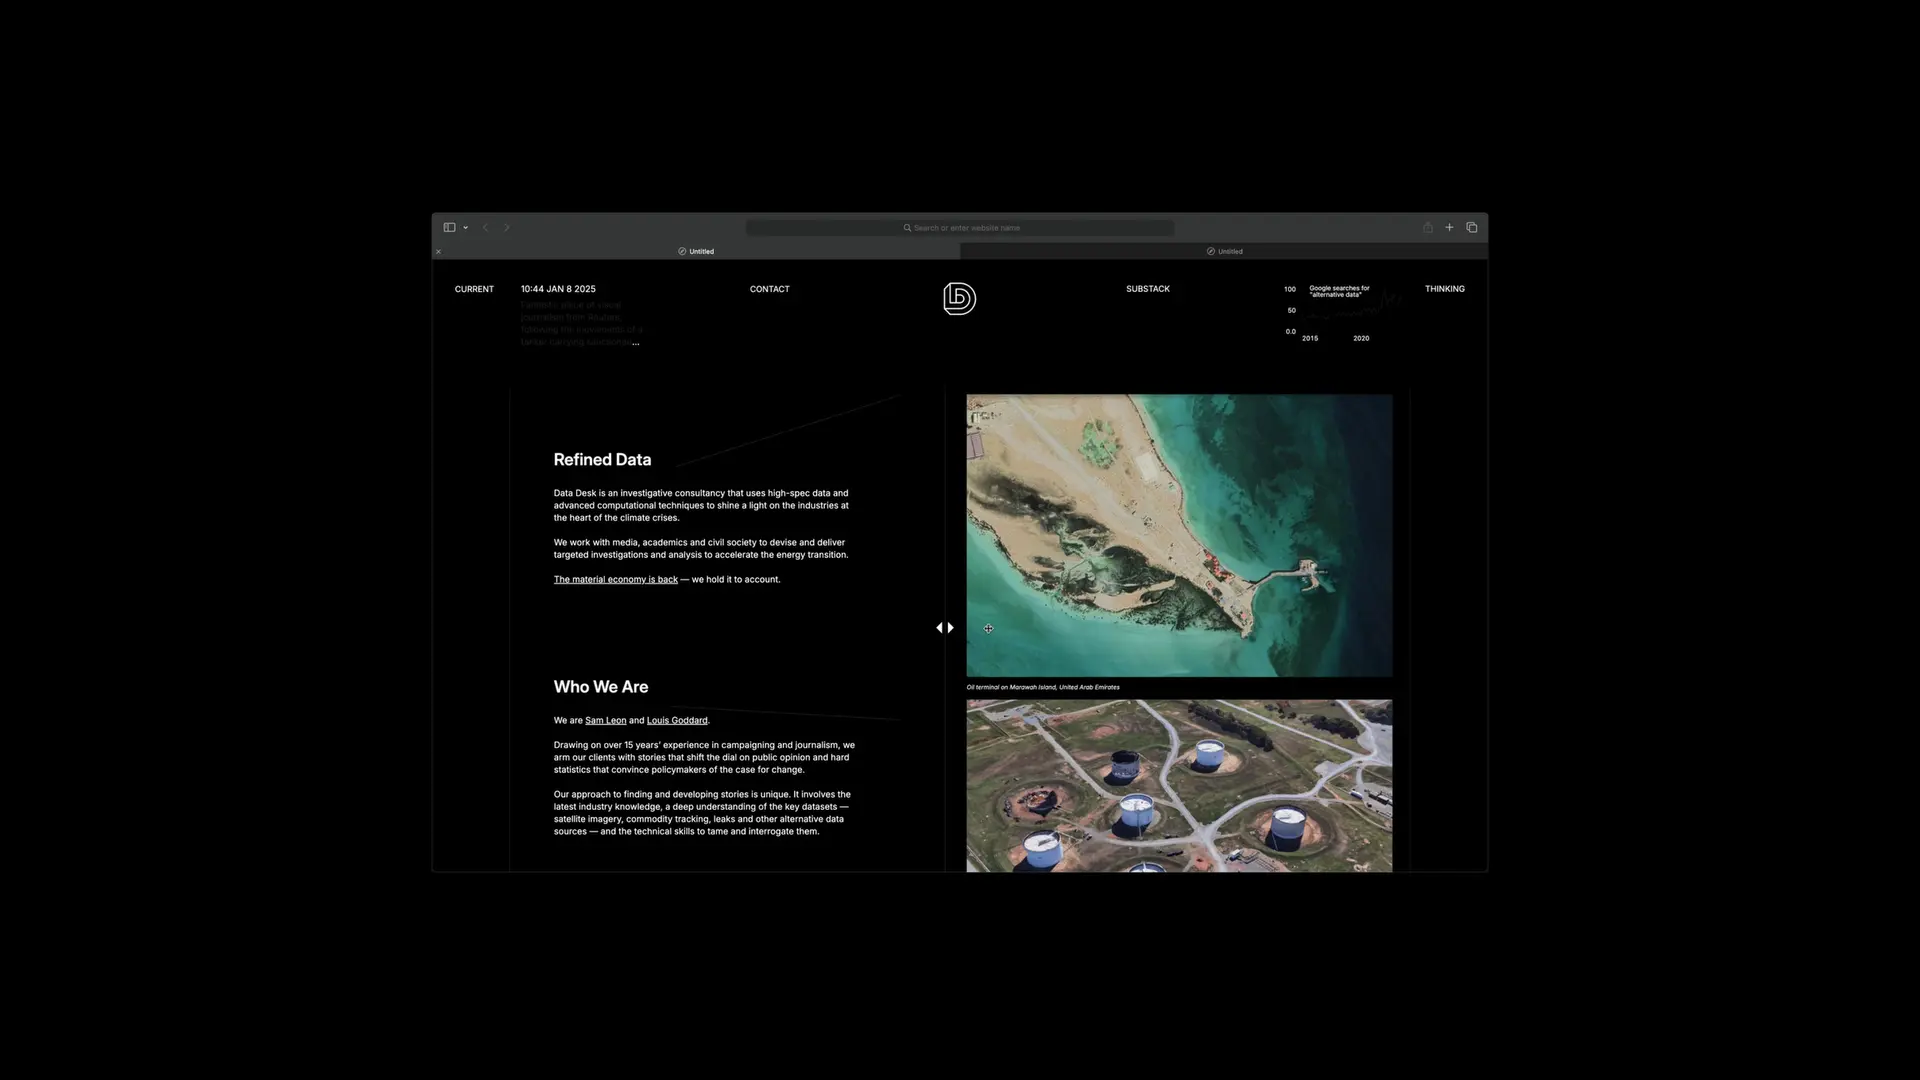 Search or enter website name
Untitled
Untitled
CURRENT
10:44 JAN 8 2025
CONTACT
SUBSTACK
100
50
0.0
Google searches for
"alternative data"
2015
2020
THINKING
journalism from Reuters,
following the movements of a
tanker carrying
...
Refined Data
Data Desk is an investigative consultancy that uses high-spec data and
advanced computational techniques to shine a light on the industries at
the heart of the climate crises.
We work with media, academics and civil society to devise and deliver
targeted investigations and analysis to accelerate the energy transition.
The material economy is back — we hold it to account.
Who We Are
We are Sam Leon and Louis Goddard.
Drawing on over 15 years' experience in campaigning and journalism, we
arm our clients with stories that shift the dial on public opinion and hard
statistics that convince policymakers of the case for change.
Our approach to finding and developing stories is unique. It involves the
latest industry knowledge, a deep understanding of the key datasets —
satellite imagery, commodity tracking, leaks and other alternative data
sources — and the technical skills to tame and interrogate them.
Oil terminal on Marawah Island, United Arab Emirates